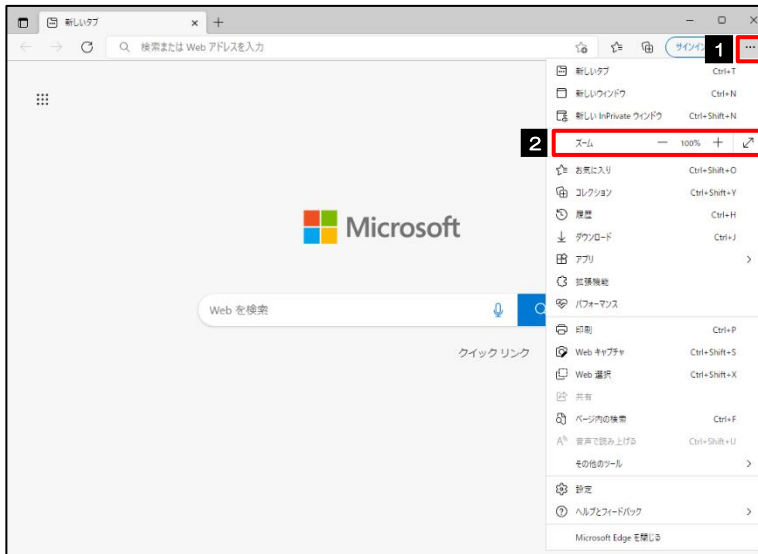 新しいタブ
検索または Web アドレスを入力
サインイン
1
新しいタブ Ctrl+T
新しいウィンドウ Ctrl+N
新しい InPrivate ウィンドウ Ctrl+Shift+N
2
ズーム 100%
お気に入り Ctrl+Shift+O
コレクション Ctrl+Shift+Y
履歴 Ctrl+H
ダウンロード Ctrl+J
アプリ
拡張機能
パフォーマンス
印刷 Ctrl+P
Web キャプチャ Ctrl+Shift+S
Web 選択 Ctrl+Shift+X
共有
ページ内の検索 Ctrl+F
音声で読み上げる Ctrl+Shift+U
その他のツール
設定
ヘルプとフィードバック
Microsoft Edge を閉じる
Microsoft
Web を検索
クイック リンク